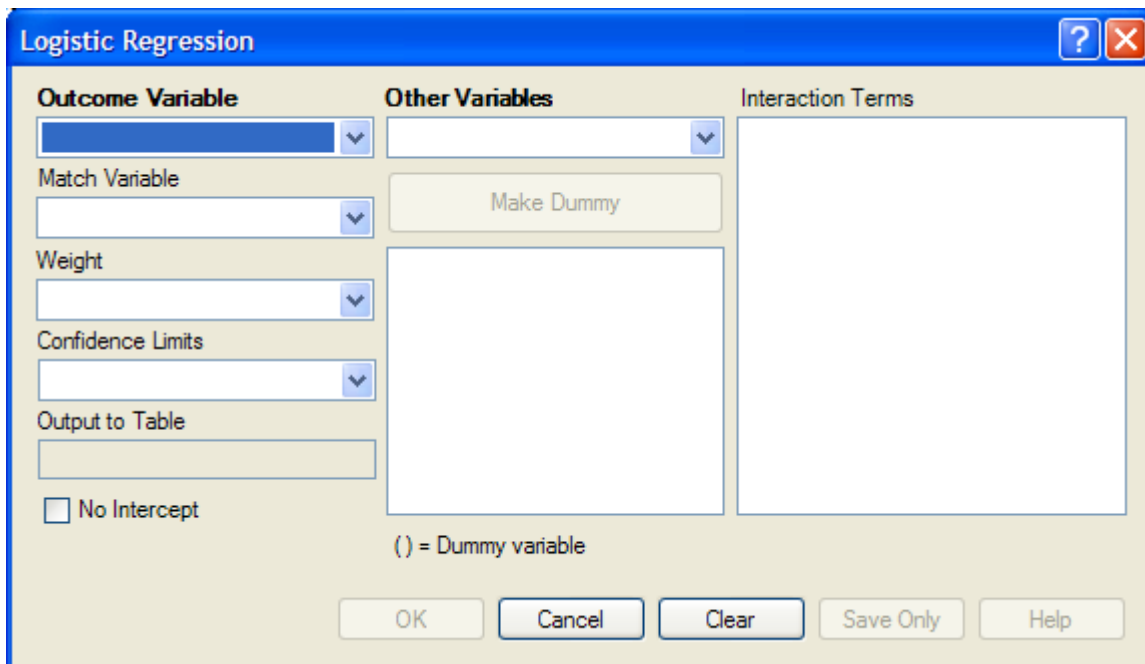 Logistic Regression
Outcome Variable
Other Variables
Interaction Terms
Match Variable
Make Dummy
Weight
Confidence Limits
Output to Table
No Intercept
( ) = Dummy variable
OK
Cancel
Clear
Save Only
Help